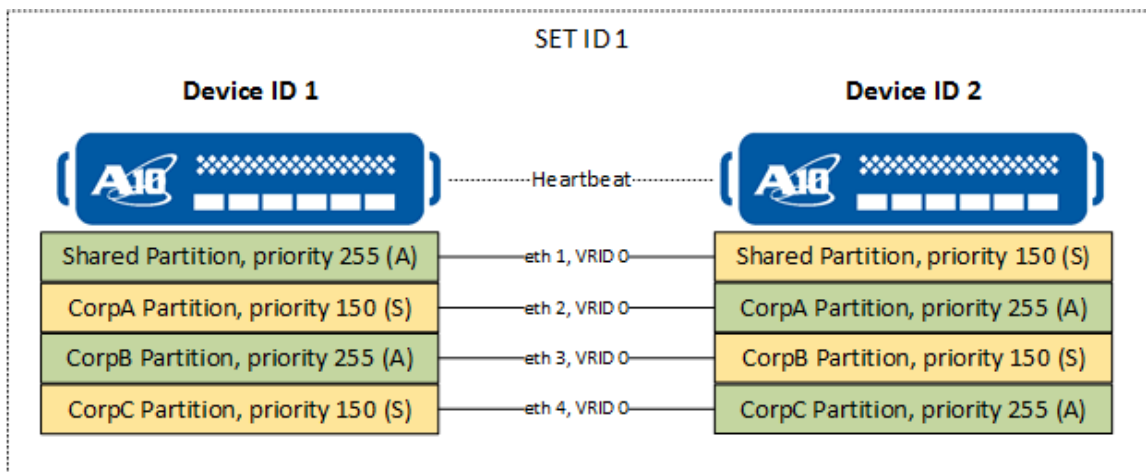 SET ID 1
Device ID 1
Device ID 2
A10
Heartbeat
A10
Shared Partition, priority 255 (A)
eth 1, VRID 0
Shared Partition, priority 150 (S)
CorpA Partition, priority 150 (S)
eth 2, VRID 0
CorpA Partition, priority 255 (A)
CorpB Partition, priority 255 (A)
eth 3, VRID 0
CorpB Partition, priority 150 (S)
CorpC Partition, priority 150 (S)
eth 4, VRID 0
CorpC Partition, priority 255 (A)